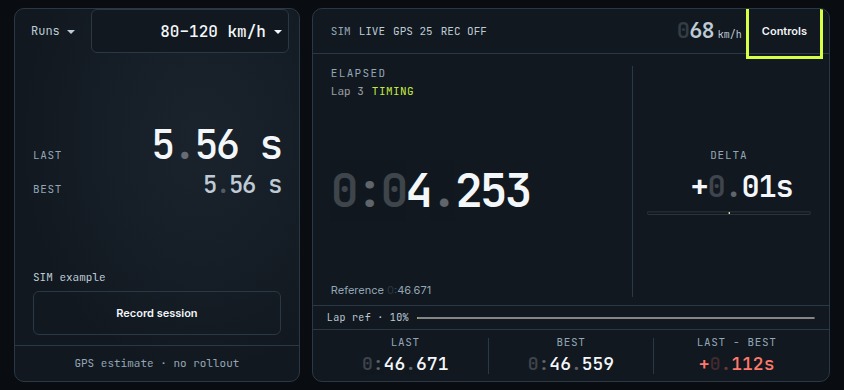 Runs
80–120 km/h
LAST 5.56 s
BEST 5.56 s
SIM example
Record session
GPS estimate · no rollout
SIM LIVE GPS 25 REC OFF
068 km/h
Controls
ELAPSED
Lap 3 TIMING
0:04.253
Reference 0:46.671
DELTA
+0.01s
Lap ref · 10%
LAST
0:46.671
BEST
0:46.559
LAST - BEST
+0.112s